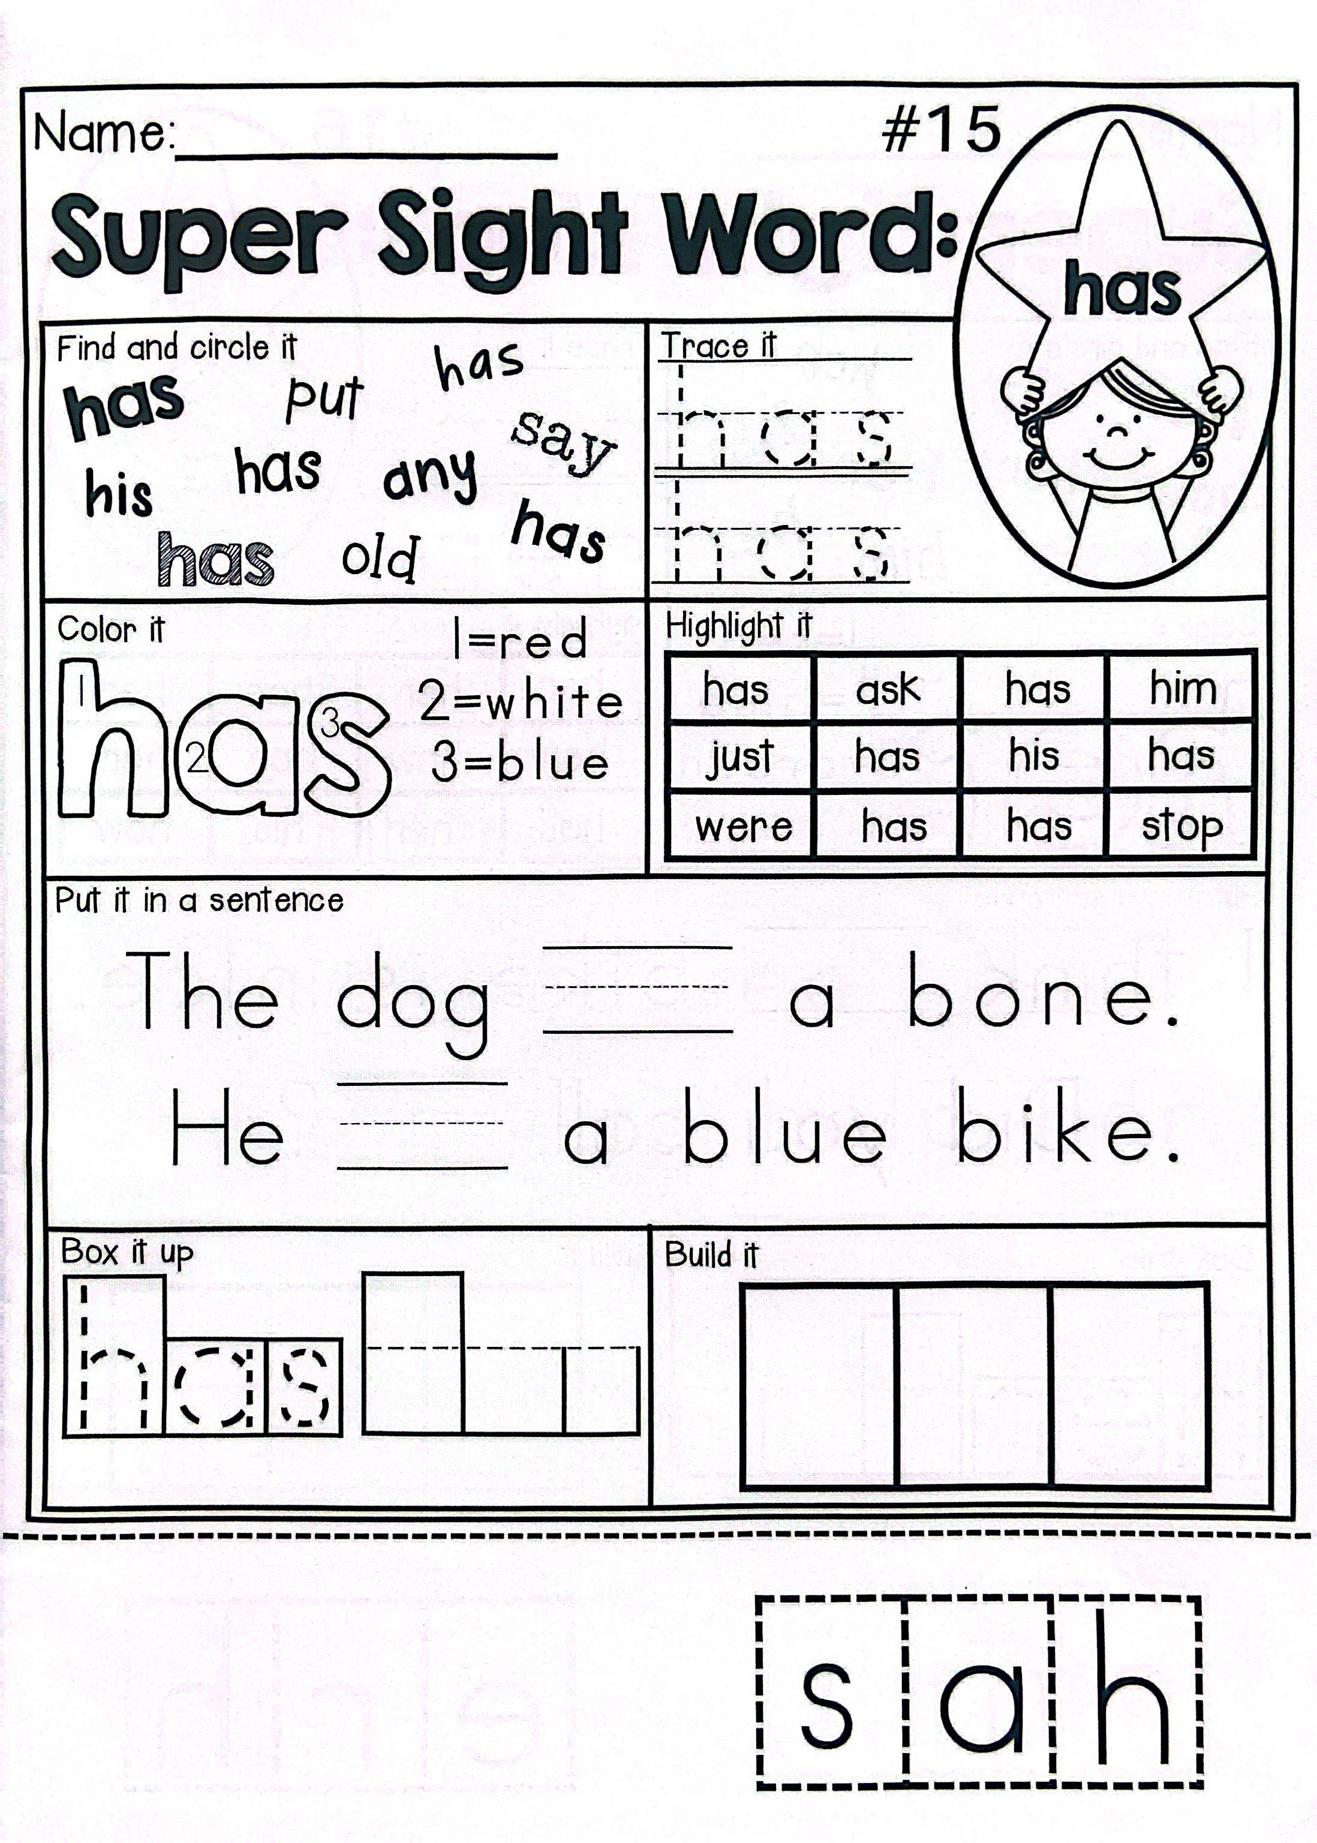 Name:
#15
Super Sight Word:
has
Find and circle it
has put has
say
his has any
has old has
Trace it
has
has
Color it
has
1
2
3
1=red
2=white
3=blue
Highlight it
has ask has him
just has his has
were has has stop
Put it in a sentence
The dog a bone.
He a blue bike.
Box it up
has
Build it
s a h